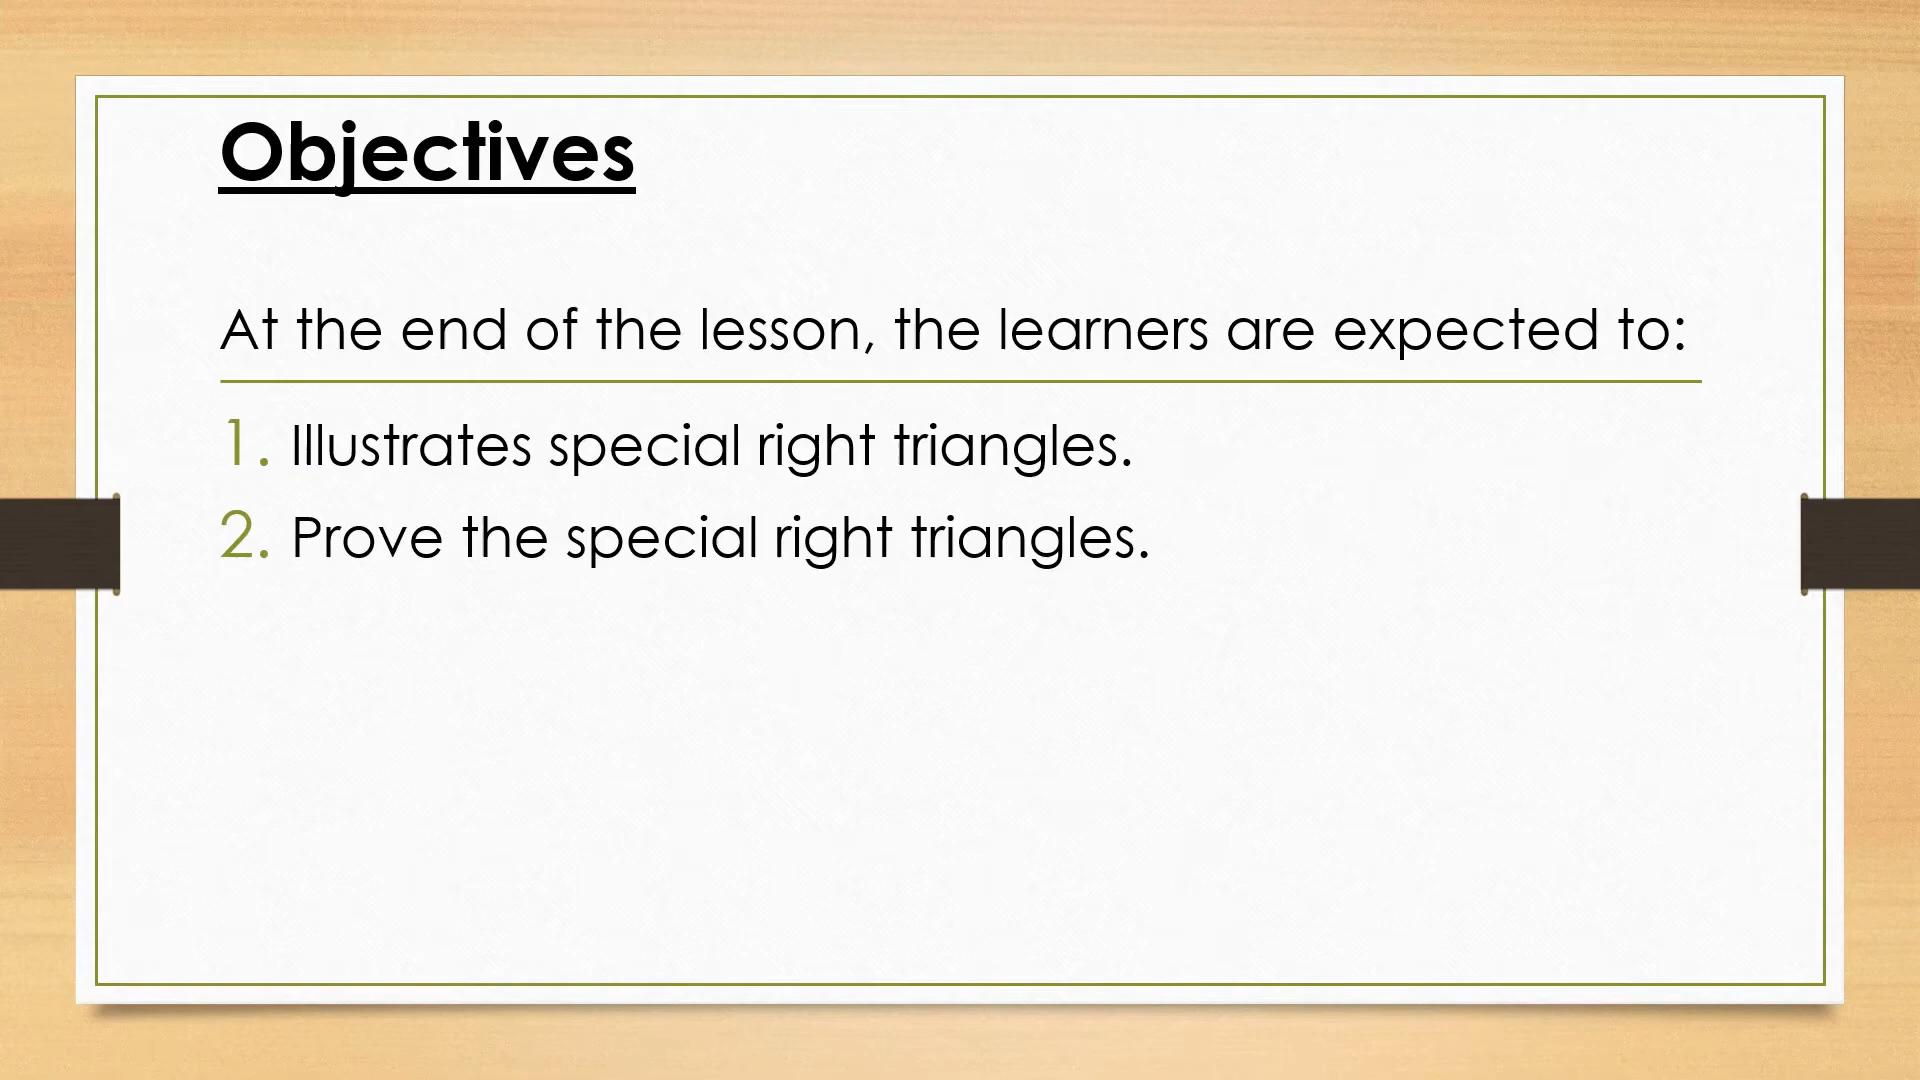 Objectives
At the end of the lesson, the learners are expected to:
1. Illustrates special right triangles.
2. Prove the special right triangles.